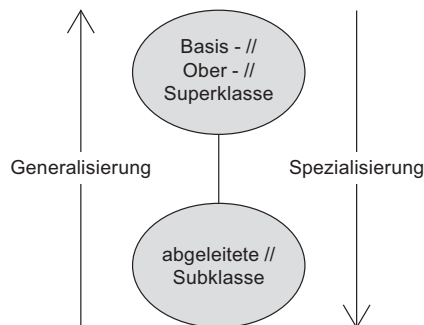 Basis - //
Ober - //
Superklasse
Generalisierung
Spezialisierung
abgeleitete //
Subklasse